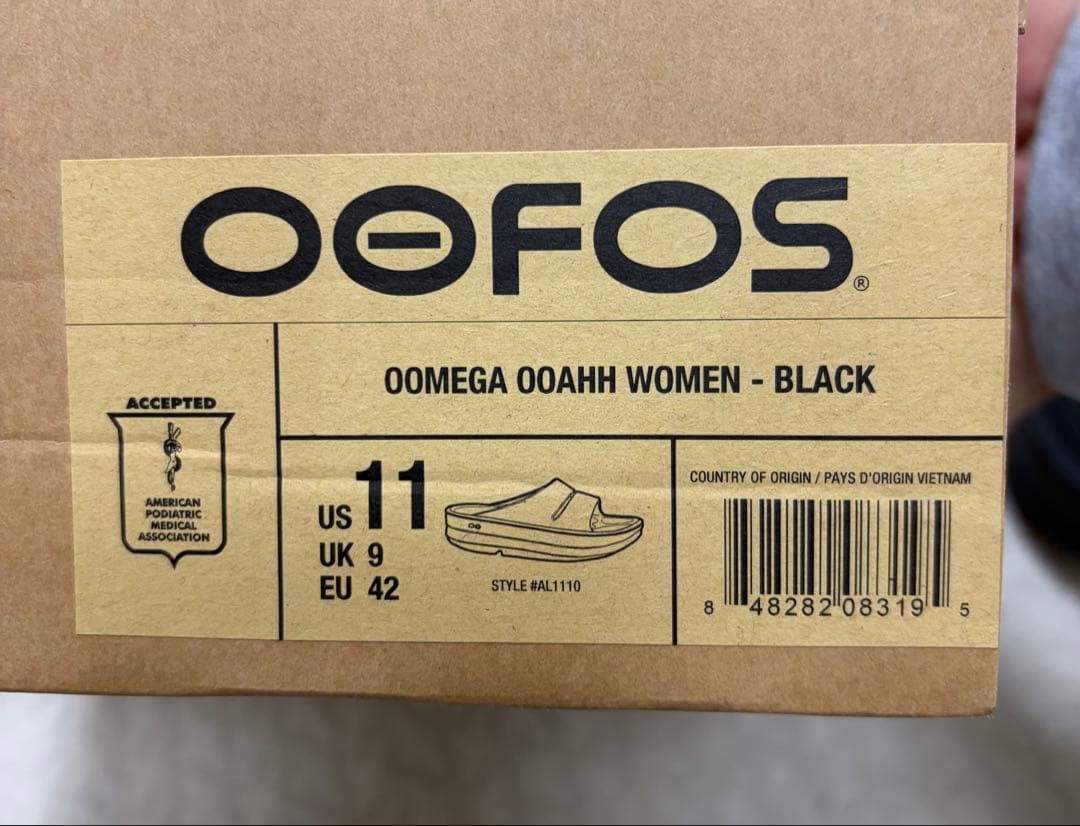 OOFOS®
OOMEGA OOAHH WOMEN - BLACK
ACCEPTED
AMERICAN
PODIATRIC
MEDICAL
ASSOCIATION
US 11
UK 9
EU 42
STYLE #AL1110
COUNTRY OF ORIGIN / PAYS D'ORIGIN VIETNAM
8 48282 08319 5